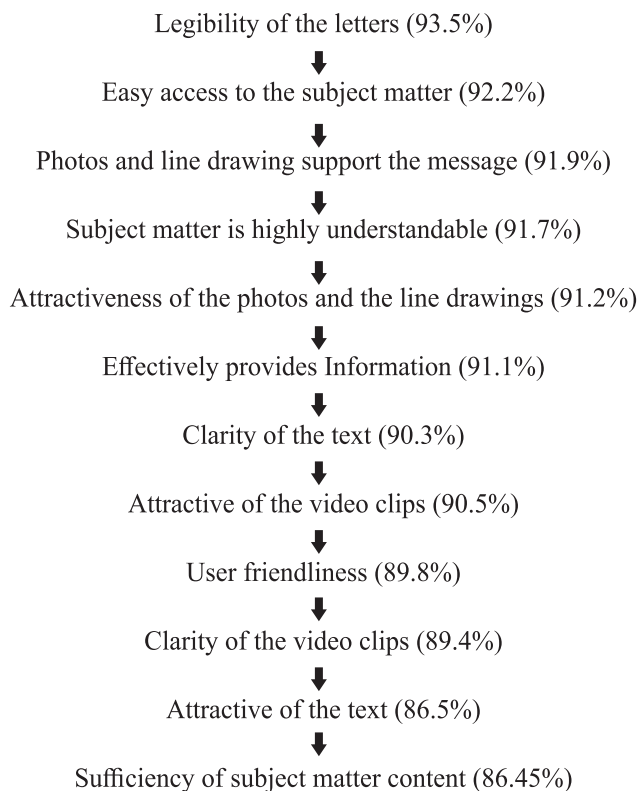 Legibility of the letters (93.5%)
Easy access to the subject matter (92.2%)
Photos and line drawing support the message (91.9%)
Subject matter is highly understandable (91.7%)
Attractiveness of the photos and the line drawings (91.2%)
Effectively provides Information (91.1%)
Clarity of the text (90.3%)
Attractive of the video clips (90.5%)
User friendliness (89.8%)
Clarity of the video clips (89.4%)
Attractive of the text (86.5%)
Sufficiency of subject matter content (86.45%)